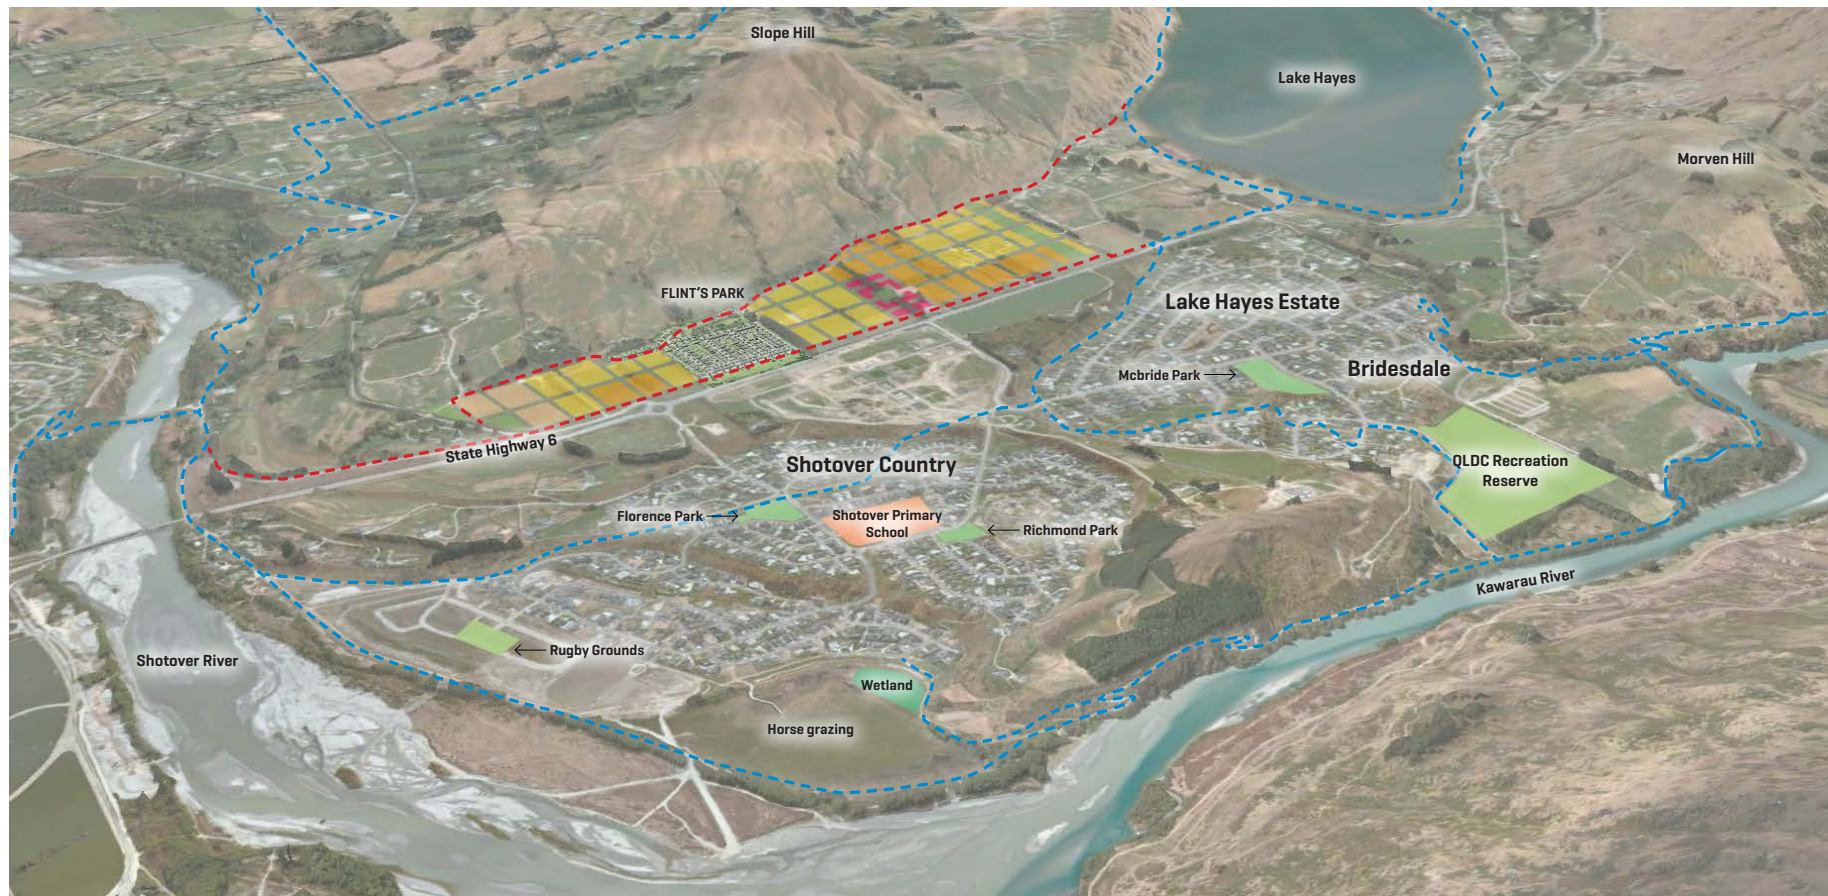 Slope Hill
Lake Hayes
Morven Hill
FLINT'S PARK
Lake Hayes Estate
Bridesdale
Mcbride Park
State Highway 6
Shotover Country
QLDC Recreation
Reserve
Florence Park
Shotover Primary
School
Richmond Park
Kawarau River
Rugby Grounds
Shotover River
Wetland
Horse grazing